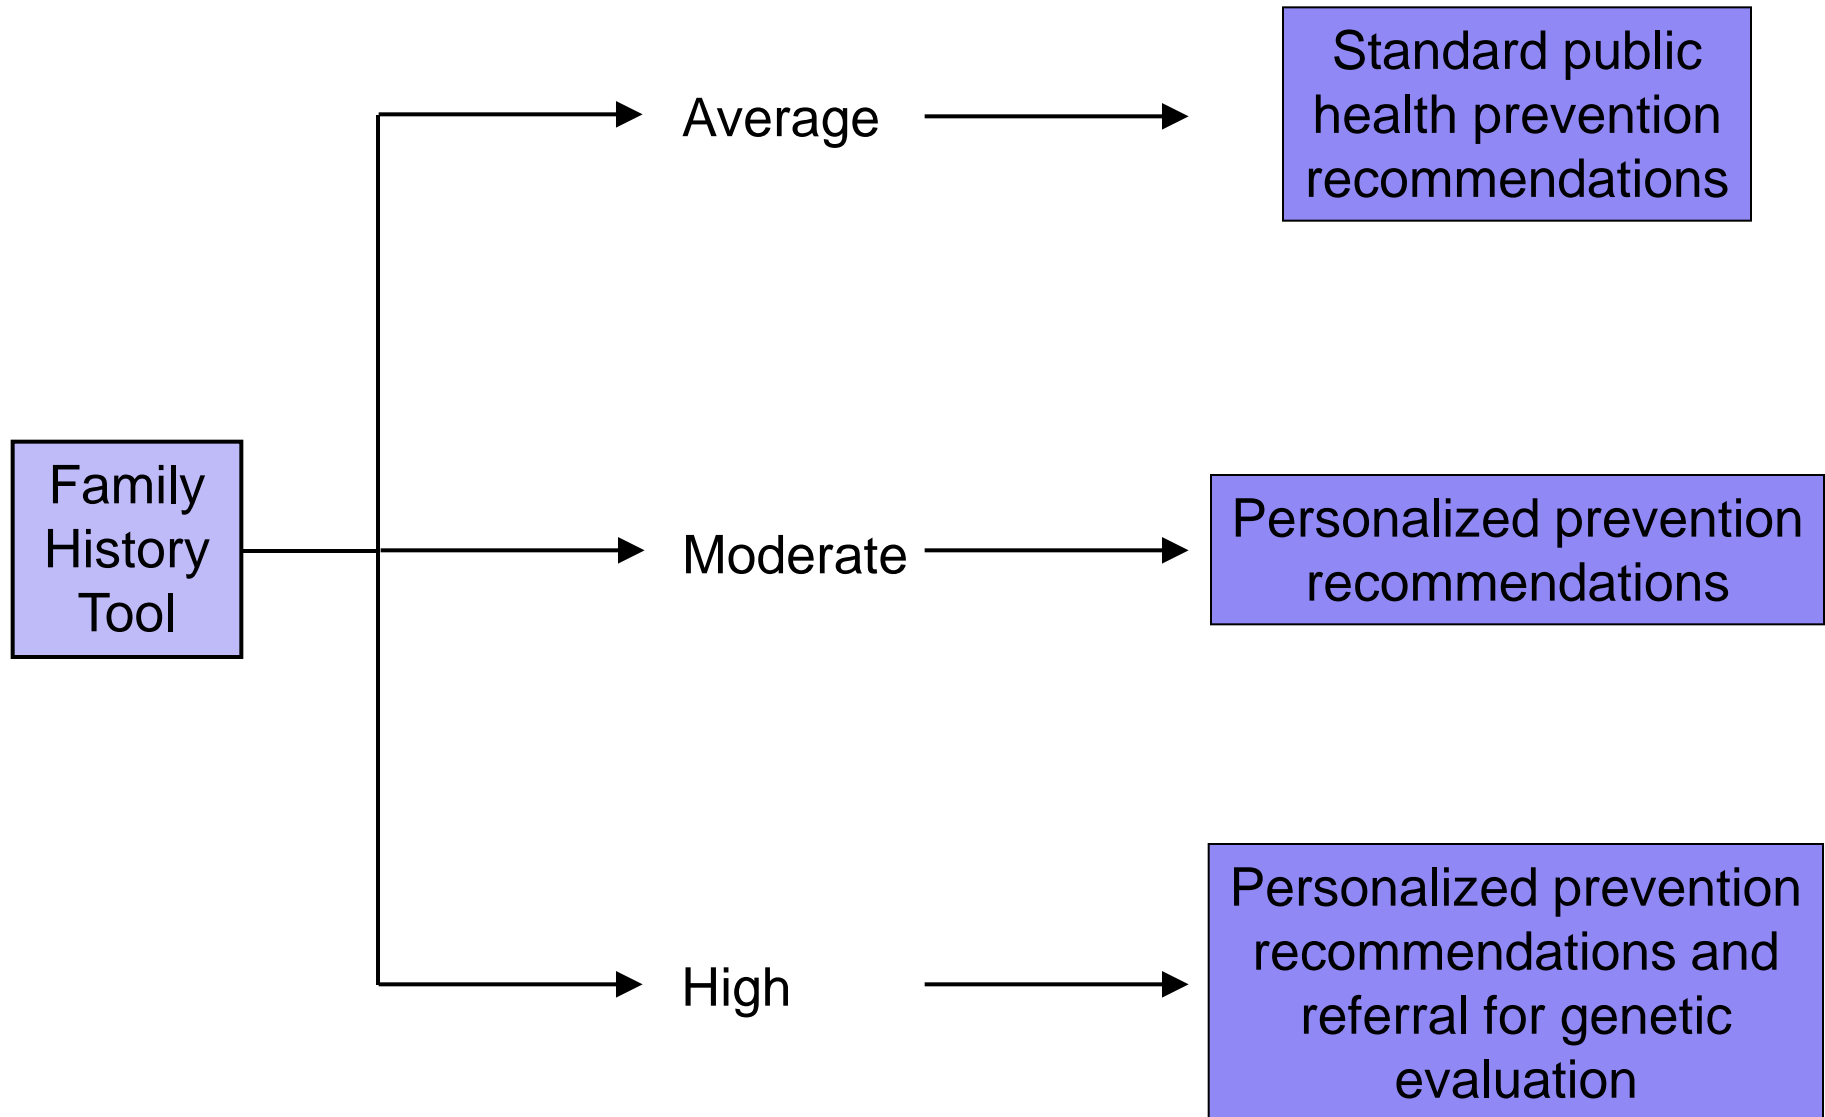 Standard public
health prevention
recommendations
Average
Family
History
Tool
Moderate
Personalized prevention
recommendations
High
Personalized prevention
recommendations and
referral for genetic
evaluation